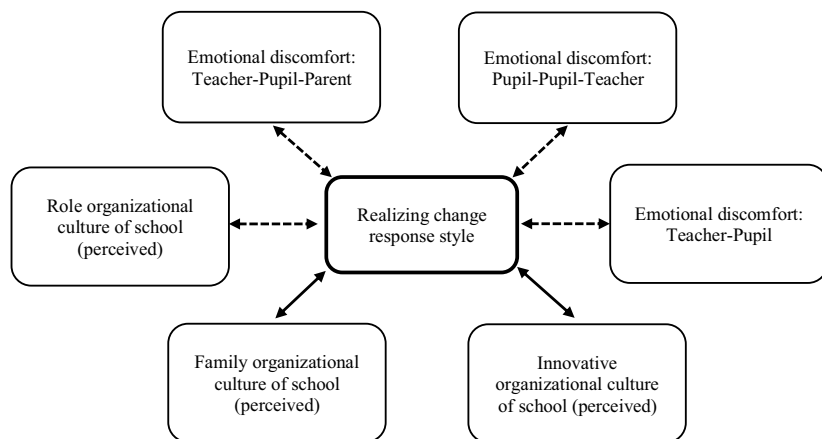 Emotional discomfort:
Teacher-Pupil-Parent
Emotional discomfort:
Pupil-Pupil-Teacher
Role organizational
culture of school
(perceived)
Realizing change
response style
Emotional discomfort:
Teacher-Pupil
Family organizational
culture of school
(perceived)
Innovative
organizational culture
of school (perceived)